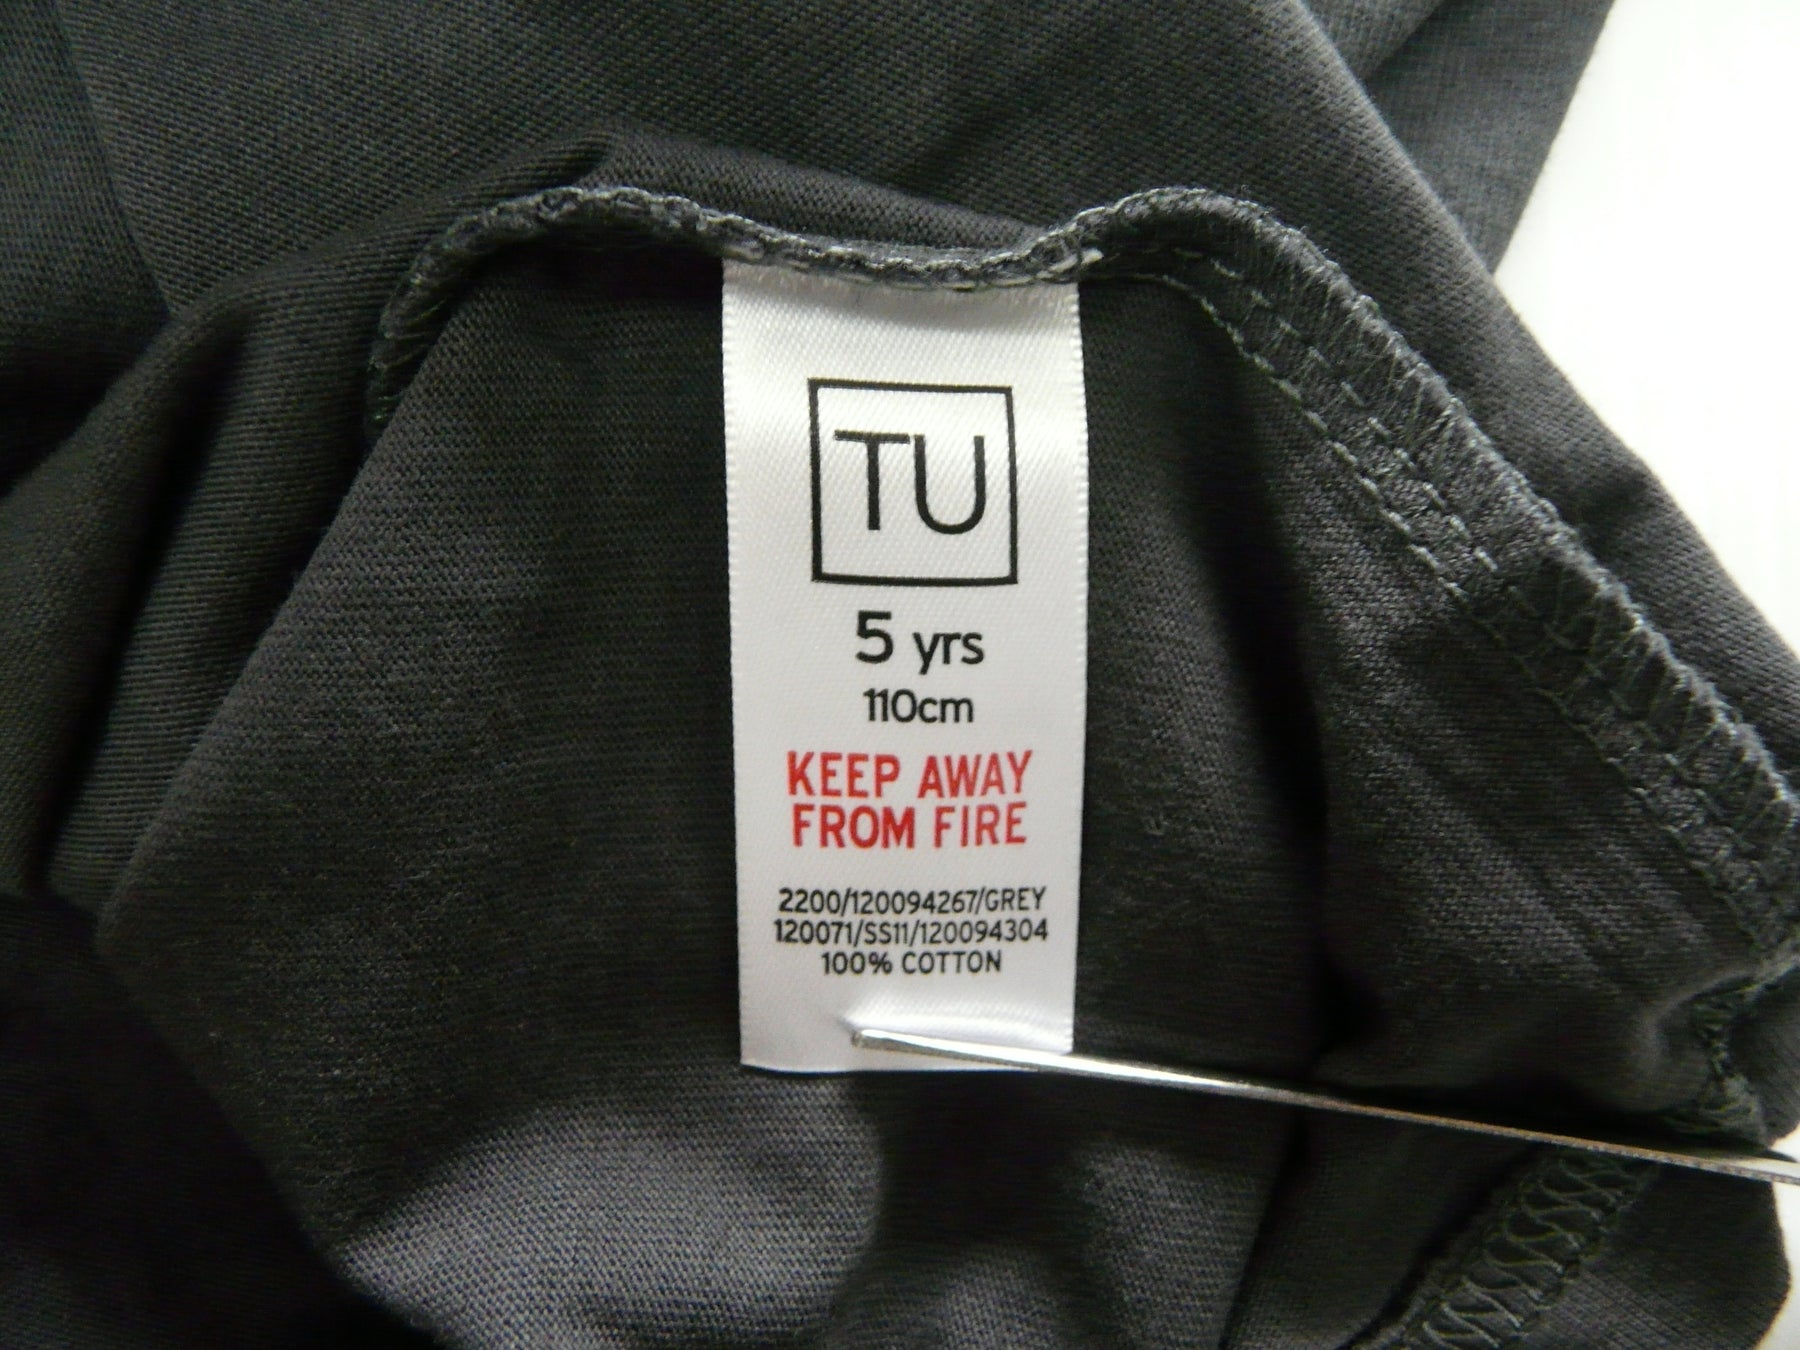 TU
5 yrs
110cm
KEEP AWAY
FROM FIRE
2200/120094267/GREY
120071/SS11/120094304
100% COTTON